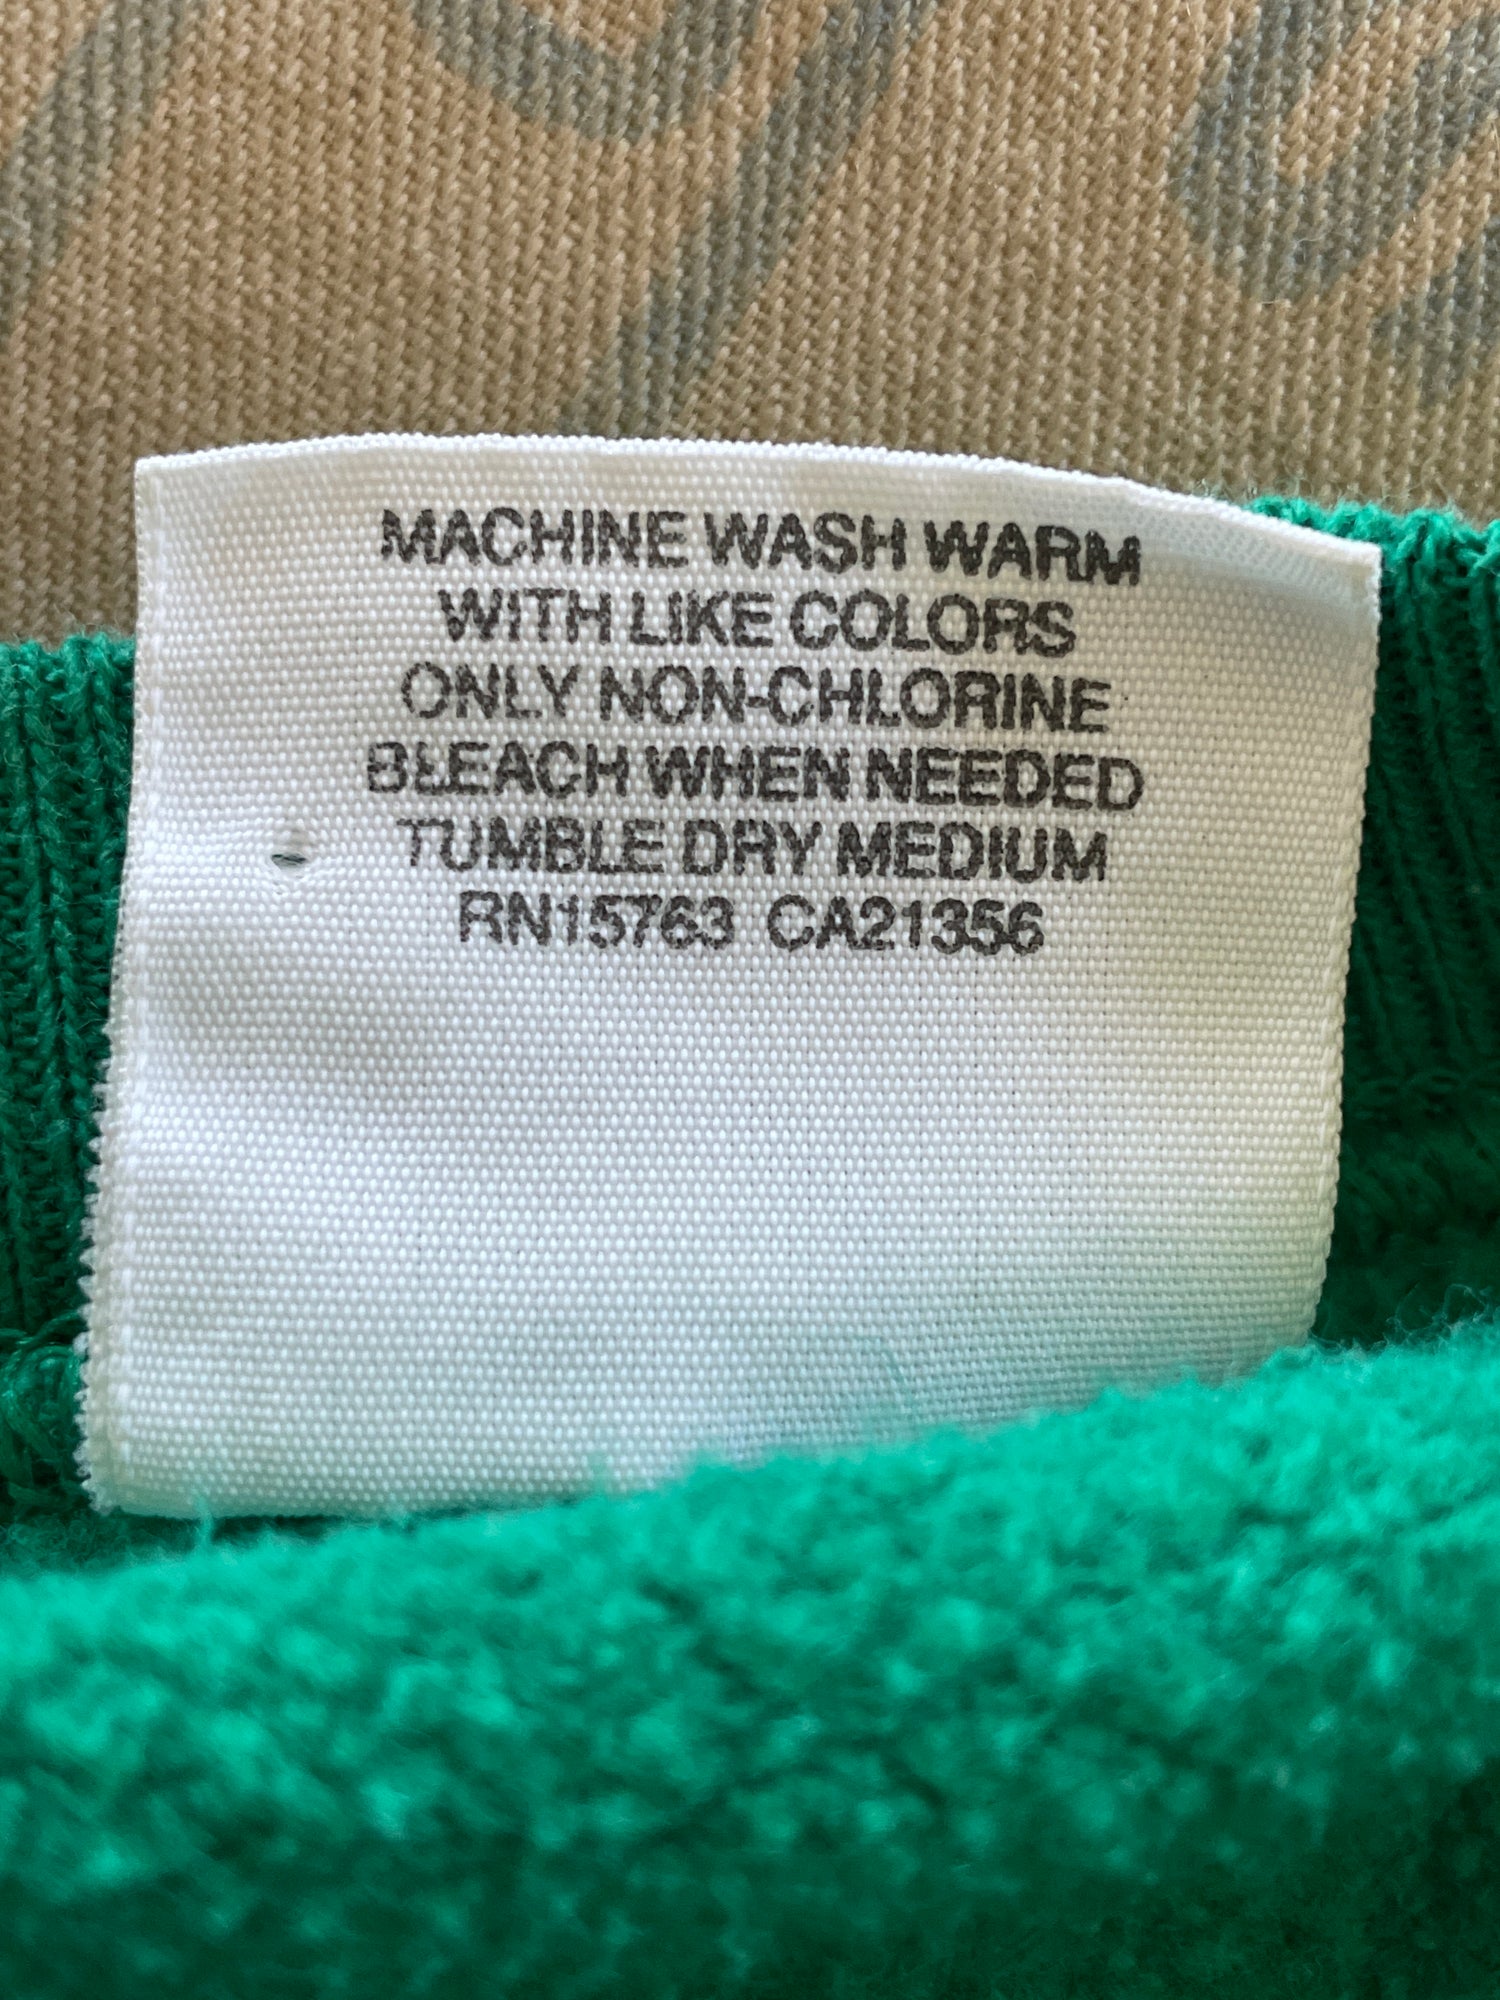 MACHINE WASH WARM
WITH LIKE COLORS
ONLY NON-CHLORINE
BLEACH WHEN NEEDED
TUMBLE DRY MEDIUM
RN15763 CA21356